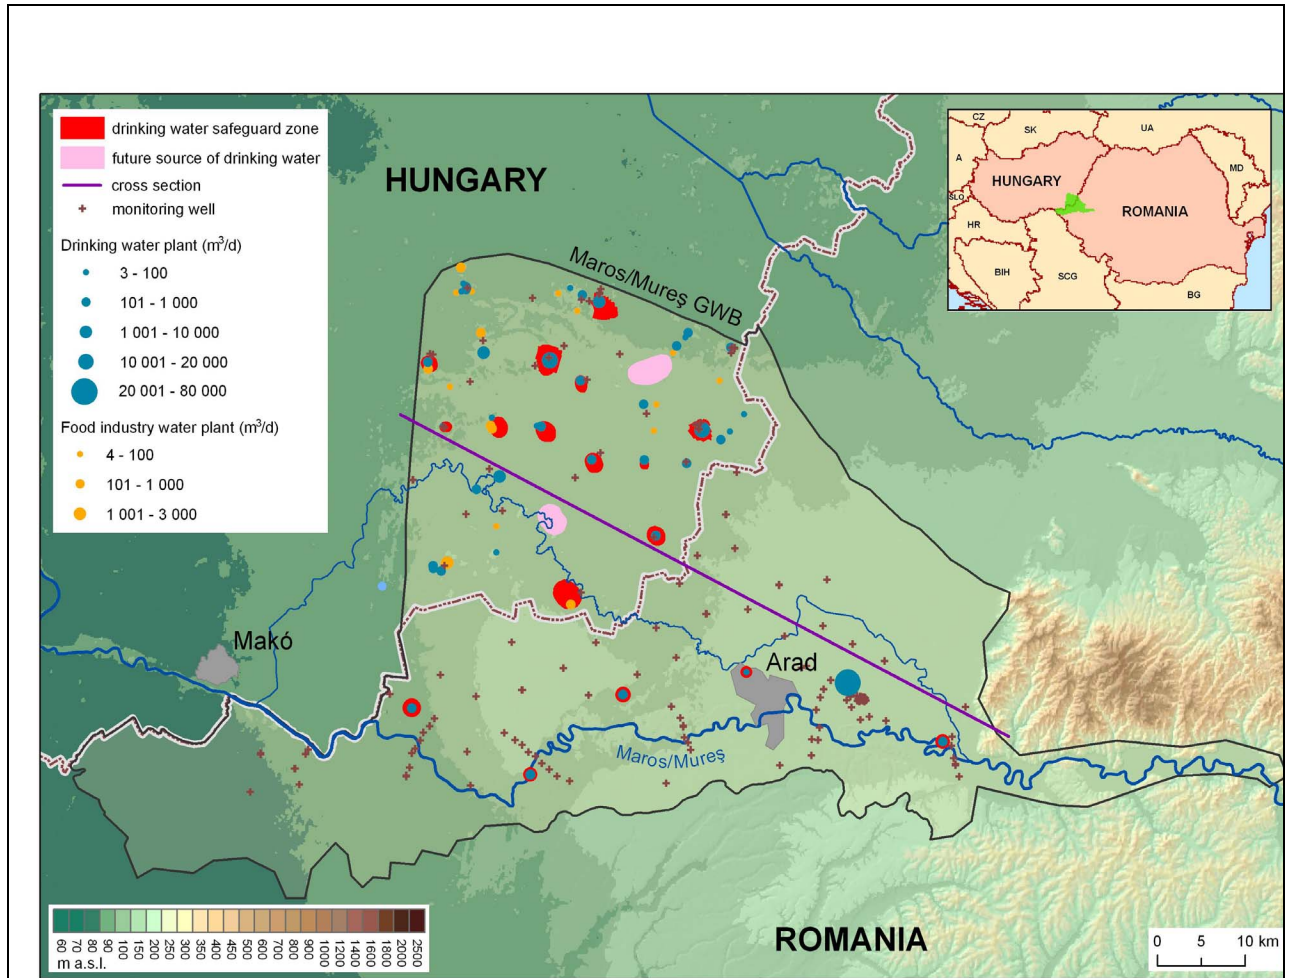 drinking water safeguard zone
future source of drinking water
cross section
monitoring well
Drinking water plant (m³/d)
3 - 100
101 - 1 000
1 001 - 10 000
10 001 - 20 000
20 001 - 80 000
Food industry water plant (m³/d)
4 - 100
101 - 1 000
1 001 - 3 000
HUNGARY
Maros/Mureş GWB
CZ
SK
UA
A
MD
HUNGARY
SLO
ROMANIA
HR
BIH
SCG
BG
Makó
Arad
Maros/Mureş
ROMANIA
60 70 80 90 100 150 200 250 300 350 400 450 500 600 700 800 900 1000 1200 1400 1600 1800 2000 2500
m a.s.l.
0 5 10 km